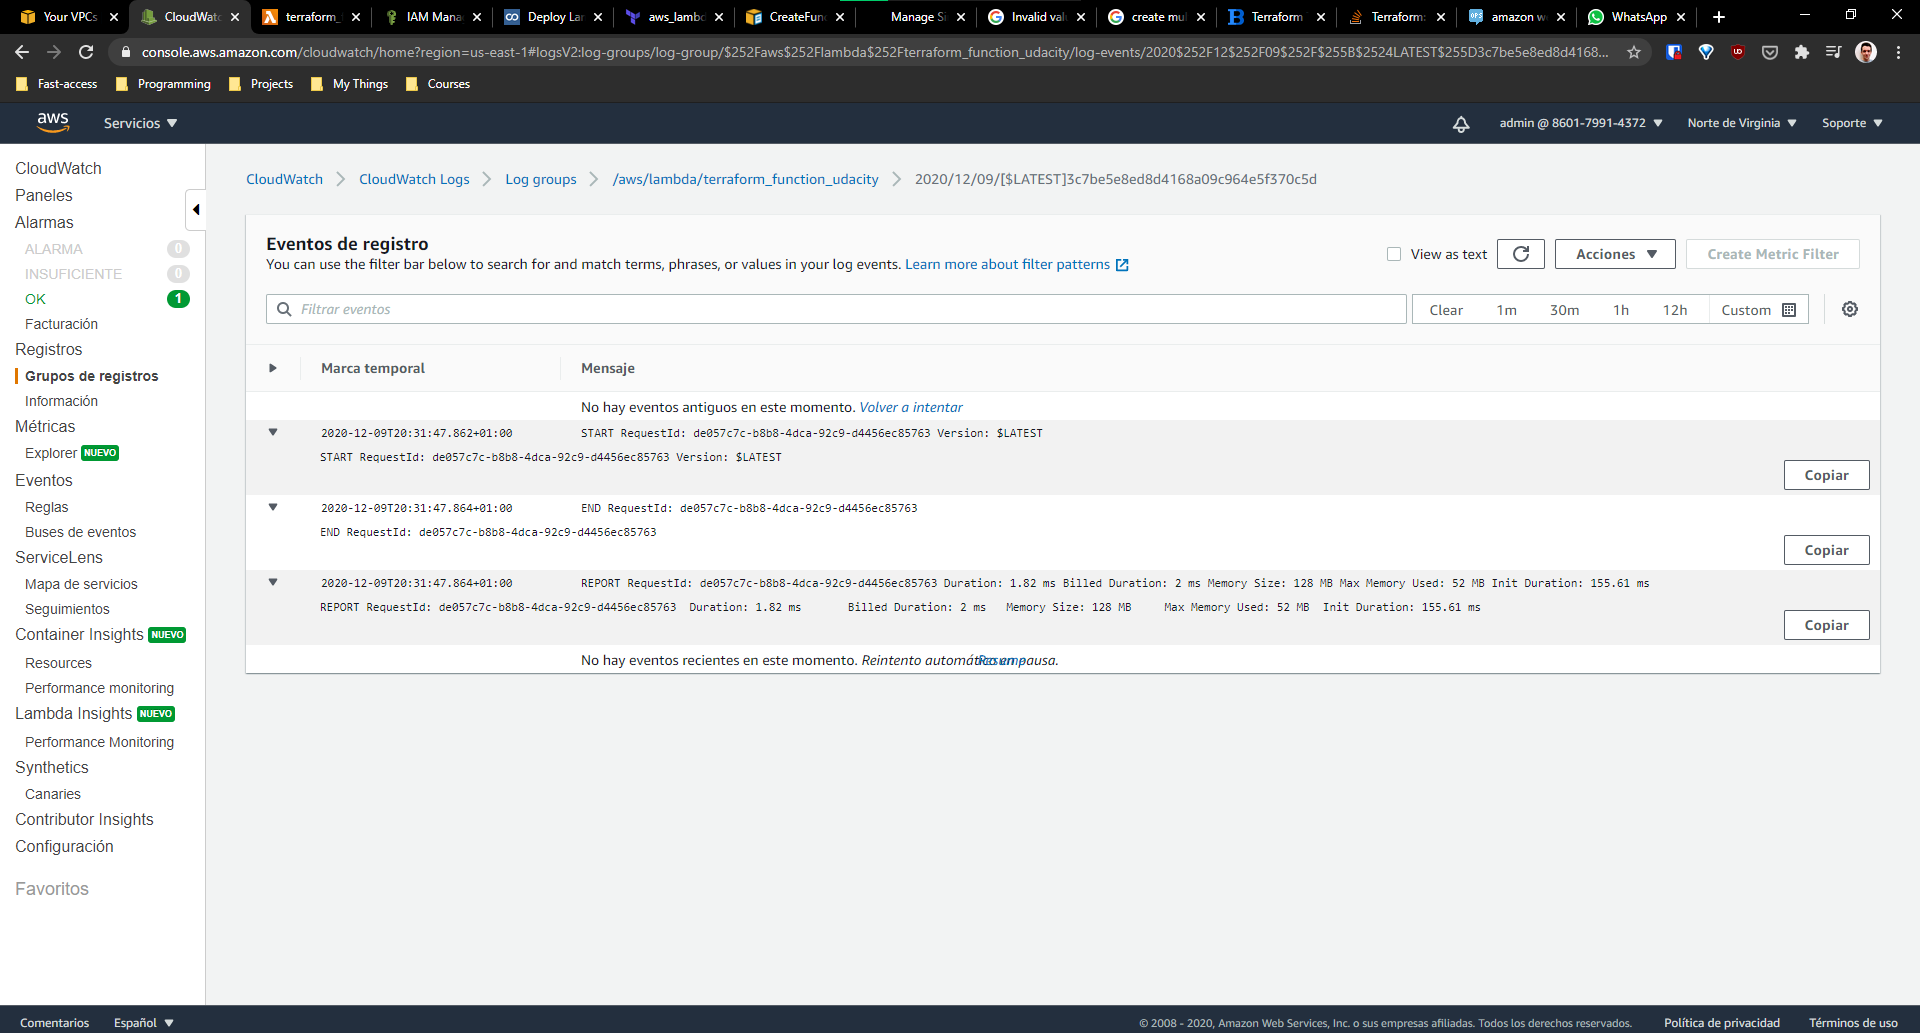 Your VPCs
CloudWatc
terraform_
IAM Mana
Deploy Lar
aws_lambd
CreateFunc
Manage Si
Invalid valu
create mul
Terraform
Terraform:
amazon we
WhatsApp
console.aws.amazon.com/cloudwatch/home?region=us-east-1#logsV2:log-groups/log-group/$252Faws$252Flambda$252Fterraform_function_udacity/log-events/2020$252F12$252F09$252F$255B$2524LATEST$255D3c7be5e8ed8d4168...
Fast-access
Programming
Projects
My Things
Courses
aws
Servicios
admin @ 8601-7991-4372
Norte de Virginia
Soporte
CloudWatch
Paneles
Alarmas
ALARMA 0
INSUFICIENTE 0
OK 1
Facturación
Registros
Grupos de registros
Información
Métricas
Explorer NUEVO
Eventos
Reglas
Buses de eventos
ServiceLens
Mapa de servicios
Seguimientos
Container Insights NUEVO
Resources
Performance monitoring
Lambda Insights NUEVO
Performance Monitoring
Synthetics
Canaries
Contributor Insights
Configuración
Favoritos
CloudWatch
CloudWatch Logs
Log groups
/aws/lambda/terraform_function_udacity
2020/12/09/[$LATEST]3c7be5e8ed8d4168a09c964e5f370c5d
Eventos de registro
You can use the filter bar below to search for and match terms, phrases, or values in your log events. Learn more about filter patterns
View as text
Acciones
Create Metric Filter
Filtrar eventos
Clear 1m 30m 1h 12h Custom
Marca temporal Mensaje
No hay eventos antiguos en este momento. Volver a intentar
2020-12-09T20:31:47.862+01:00 START RequestId: de057c7c-b8b8-4dca-92c9-d4456ec85763 Version: $LATEST
START RequestId: de057c7c-b8b8-4dca-92c9-d4456ec85763 Version: $LATEST
Copiar
2020-12-09T20:31:47.864+01:00 END RequestId: de057c7c-b8b8-4dca-92c9-d4456ec85763
END RequestId: de057c7c-b8b8-4dca-92c9-d4456ec85763
Copiar
2020-12-09T20:31:47.864+01:00 REPORT RequestId: de057c7c-b8b8-4dca-92c9-d4456ec85763 Duration: 1.82 ms Billed Duration: 2 ms Memory Size: 128 MB Max Memory Used: 52 MB Init Duration: 155.61 ms
REPORT RequestId: de057c7c-b8b8-4dca-92c9-d4456ec85763 Duration: 1.82 ms Billed Duration: 2 ms Memory Size: 128 MB Max Memory Used: 52 MB Init Duration: 155.61 ms
Copiar
No hay eventos recientes en este momento. Reintento automático en pausa. Resume
Comentarios
Español
© 2008 - 2020, Amazon Web Services, Inc. o sus empresas afiliadas. Todos los derechos reservados.
Política de privacidad
Términos de uso